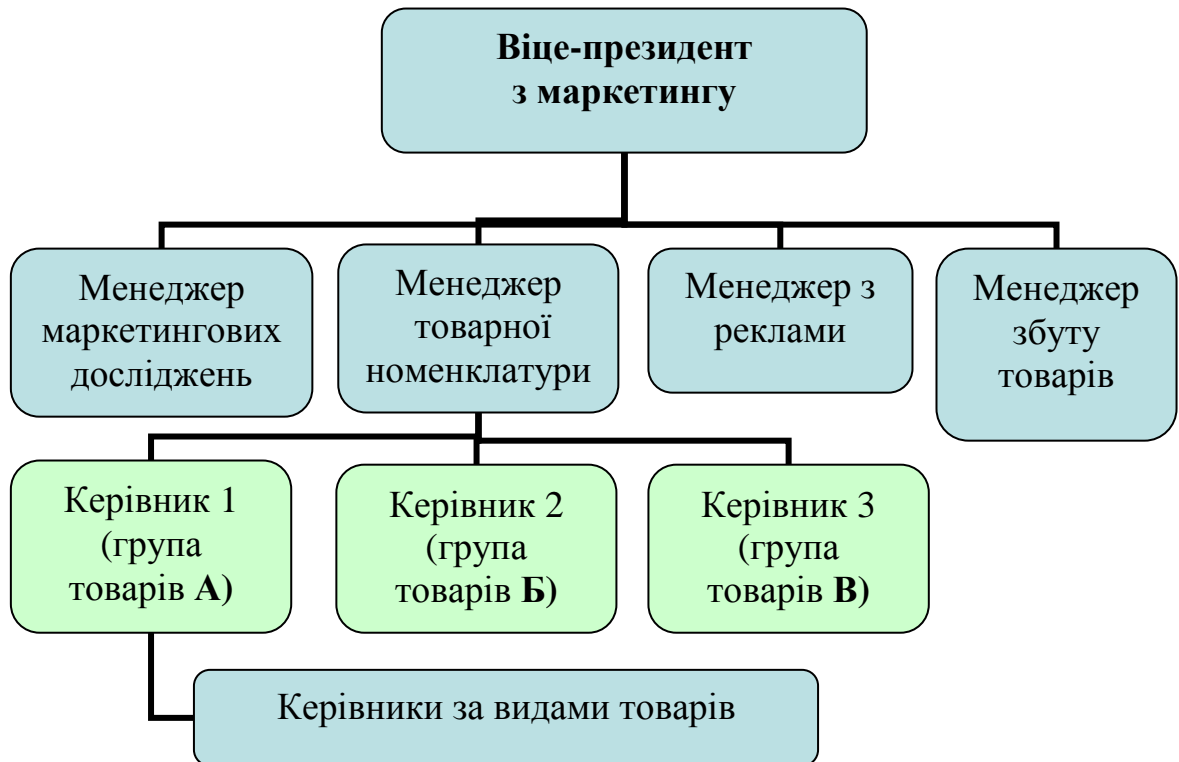 Віце-президент
з маркетингу
Менеджер
маркетингових
досліджень
Менеджер
товарної
номенклатури
Менеджер з
реклами
Менеджер
збуту
товарів
Керівник 1
(група
товарів А)
Керівник 2
(група
товарів Б)
Керівник 3
(група
товарів В)
Керівники за видами товарів